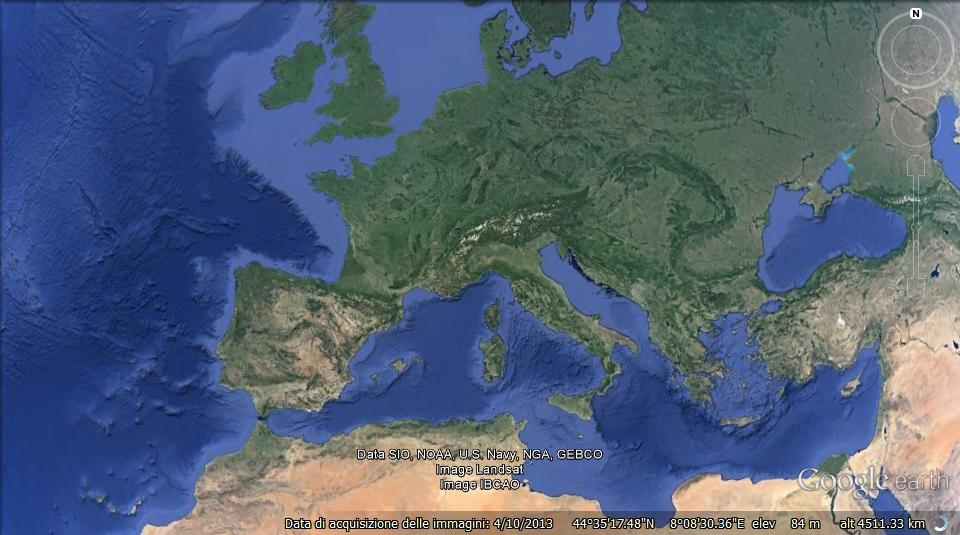 N
Data SIO, NOAA, U.S. Navy, NGA, GEBCO
Image Landsat
Image IBCAO
Google earth
Data di acquisizione delle immagini: 4/10/2013 44°35'17.48"N 8°08'30.36"E elev 84 m alt 4511.33 km